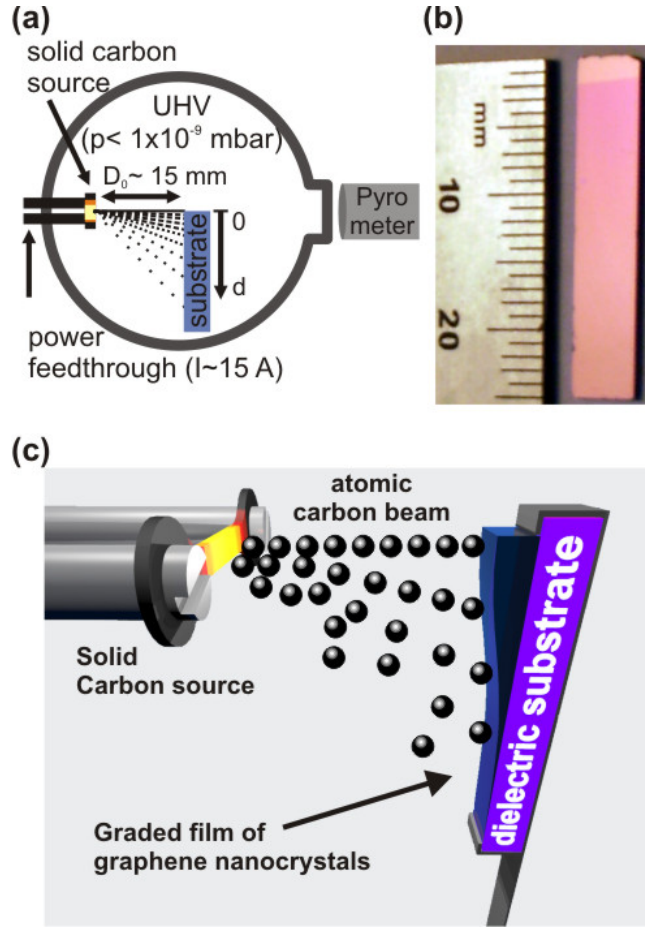 (a)
solid carbon
source
UHV
(p< 1x10⁻⁹ mbar)
D₀~ 15 mm
0
substrate
d
Pyro
meter
power
feedthrough (I~15 A)
(b)
mm
10
20
(c)
atomic
carbon beam
Solid
Carbon source
dielectric substrate
Graded film of
graphene nanocrystals